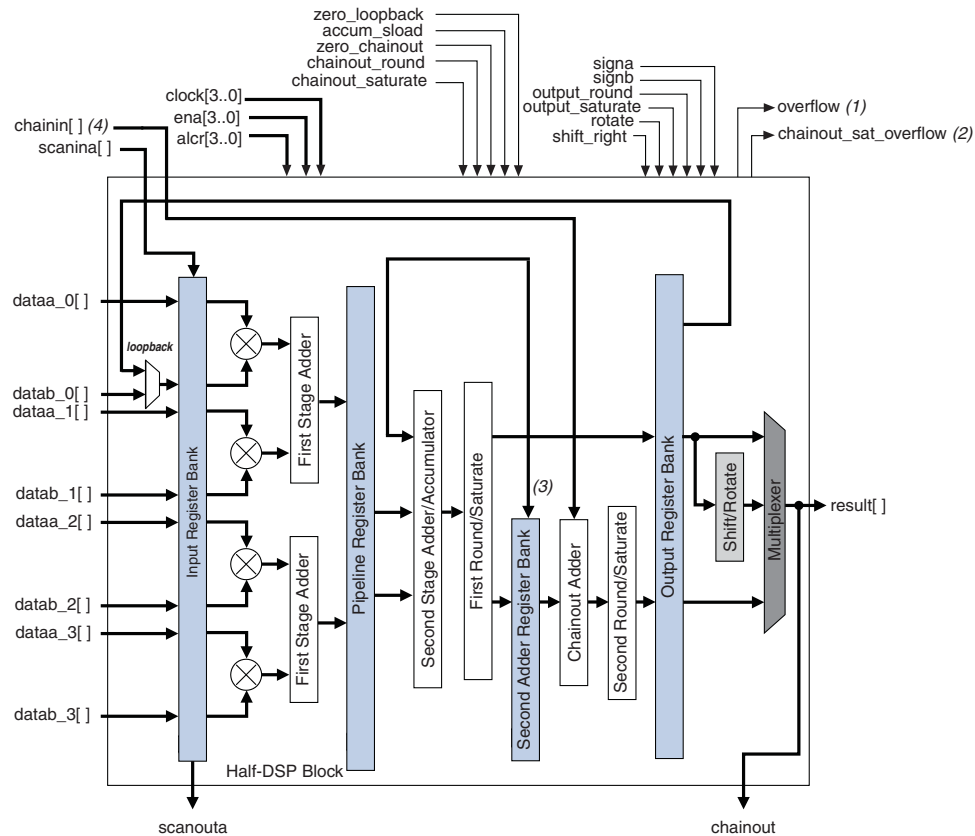 zero_loopback
accum_sload
zero_chainout
chainout_round
chainout_saturate
signa
signb
output_round
output_saturate
rotate
shift_right
clock[3..0]
ena[3..0]
alcr[3..0]
overflow (1)
chainout_sat_overflow (2)
chainin[ ] (4)
scanina[ ]
dataa_0[ ]
loopback
datab_0[ ]
dataa_1[ ]
datab_1[ ]
dataa_2[ ]
datab_2[ ]
dataa_3[ ]
datab_3[ ]
Input Register Bank
First Stage Adder
First Stage Adder
Pipeline Register Bank
Second Stage Adder/Accumulator
First Round/Saturate
(3)
Second Adder Register Bank
Chainout Adder
Second Round/Saturate
Output Register Bank
Shift/Rotate
Multiplexer
result[ ]
Half-DSP Block
scanouta
chainout